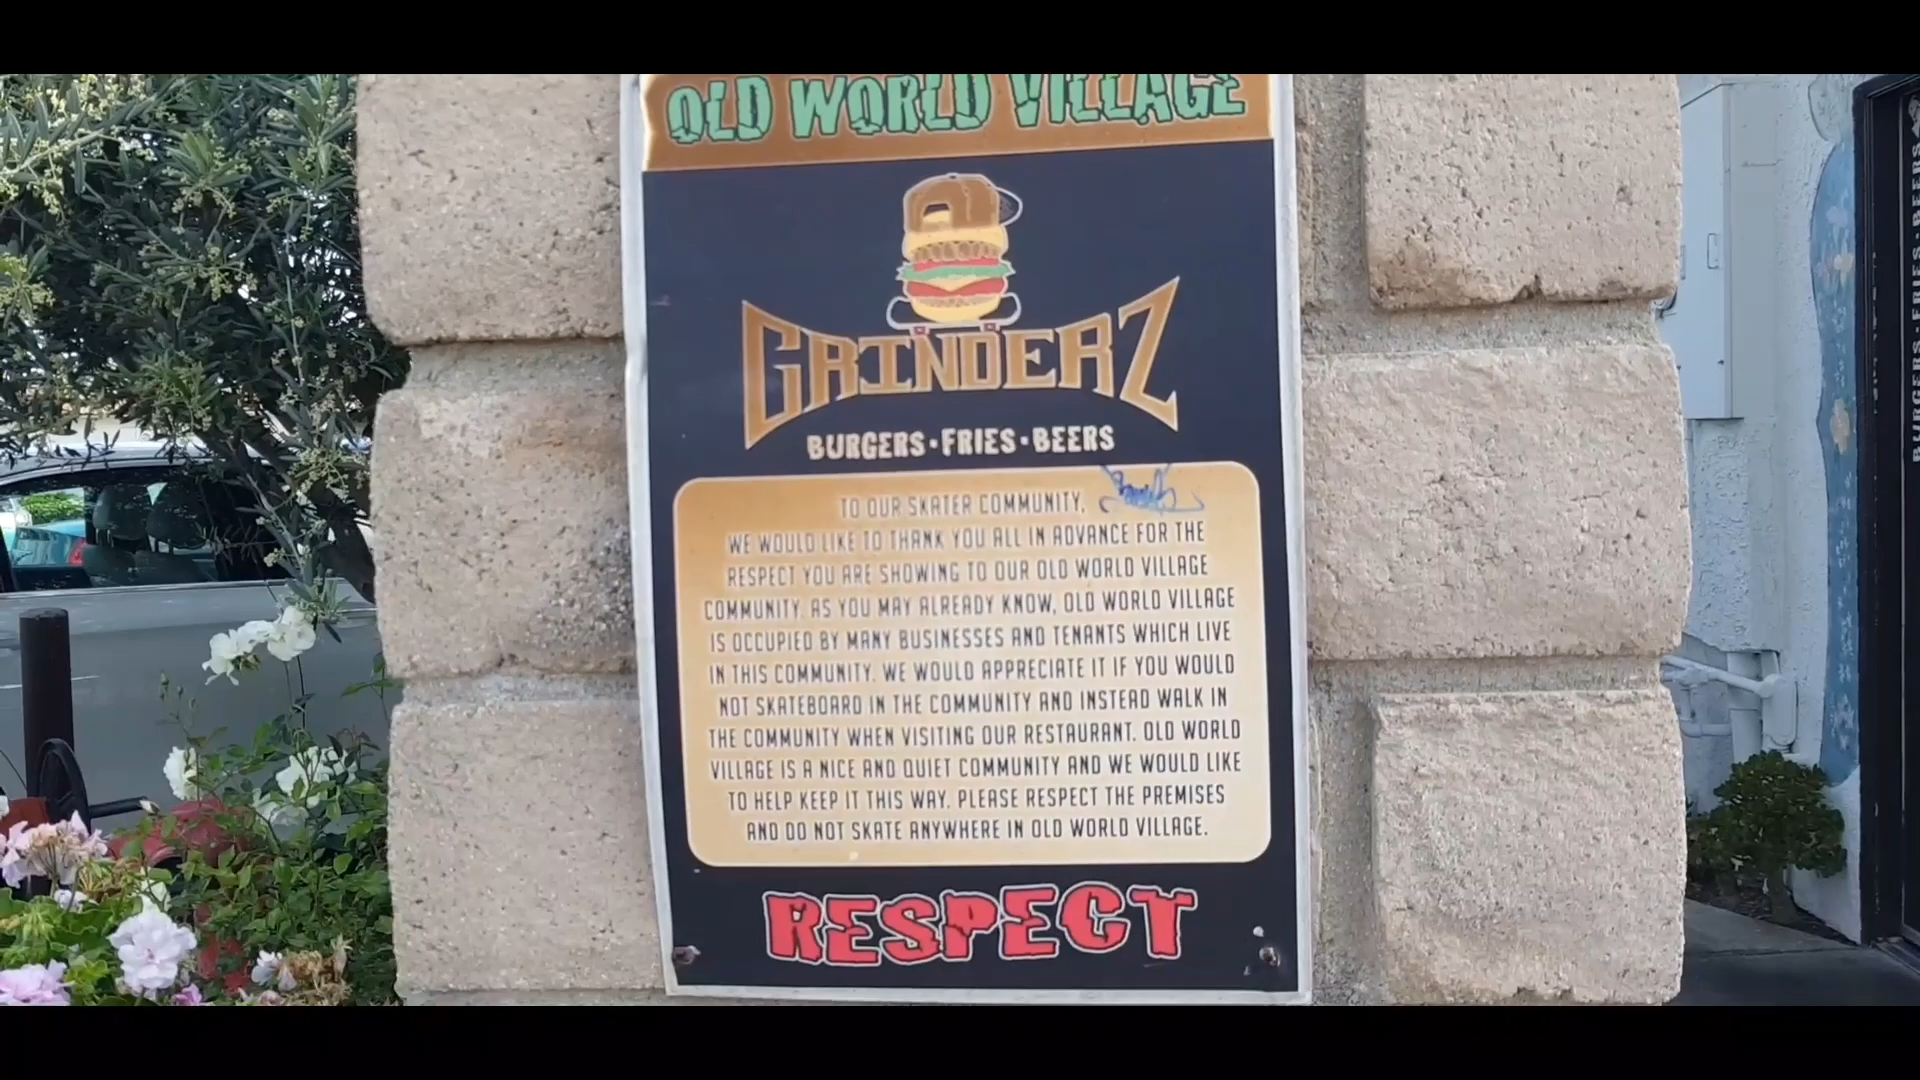 OLD WORLD VILLAGE
GRINDERZ
BURGERS·FRIES·BEERS
TO OUR SKATER COMMUNITY,
WE WOULD LIKE TO THANK YOU ALL IN ADVANCE FOR THE
RESPECT YOU ARE SHOWING TO OUR OLD WORLD VILLAGE
COMMUNITY. AS YOU MAY ALREADY KNOW, OLD WORLD VILLAGE
IS OCCUPIED BY MANY BUSINESSES AND TENANTS WHICH LIVE
IN THIS COMMUNITY. WE WOULD APPRECIATE IT IF YOU WOULD
NOT SKATEBOARD IN THE COMMUNITY AND INSTEAD WALK IN
THE COMMUNITY WHEN VISITING OUR RESTAURANT. OLD WORLD
VILLAGE IS A NICE AND QUIET COMMUNITY AND WE WOULD LIKE
TO HELP KEEP IT THIS WAY. PLEASE RESPECT THE PREMISES
AND DO NOT SKATE ANYWHERE IN OLD WORLD VILLAGE.
RESPECT
BURGERS·FRIES·BEERS